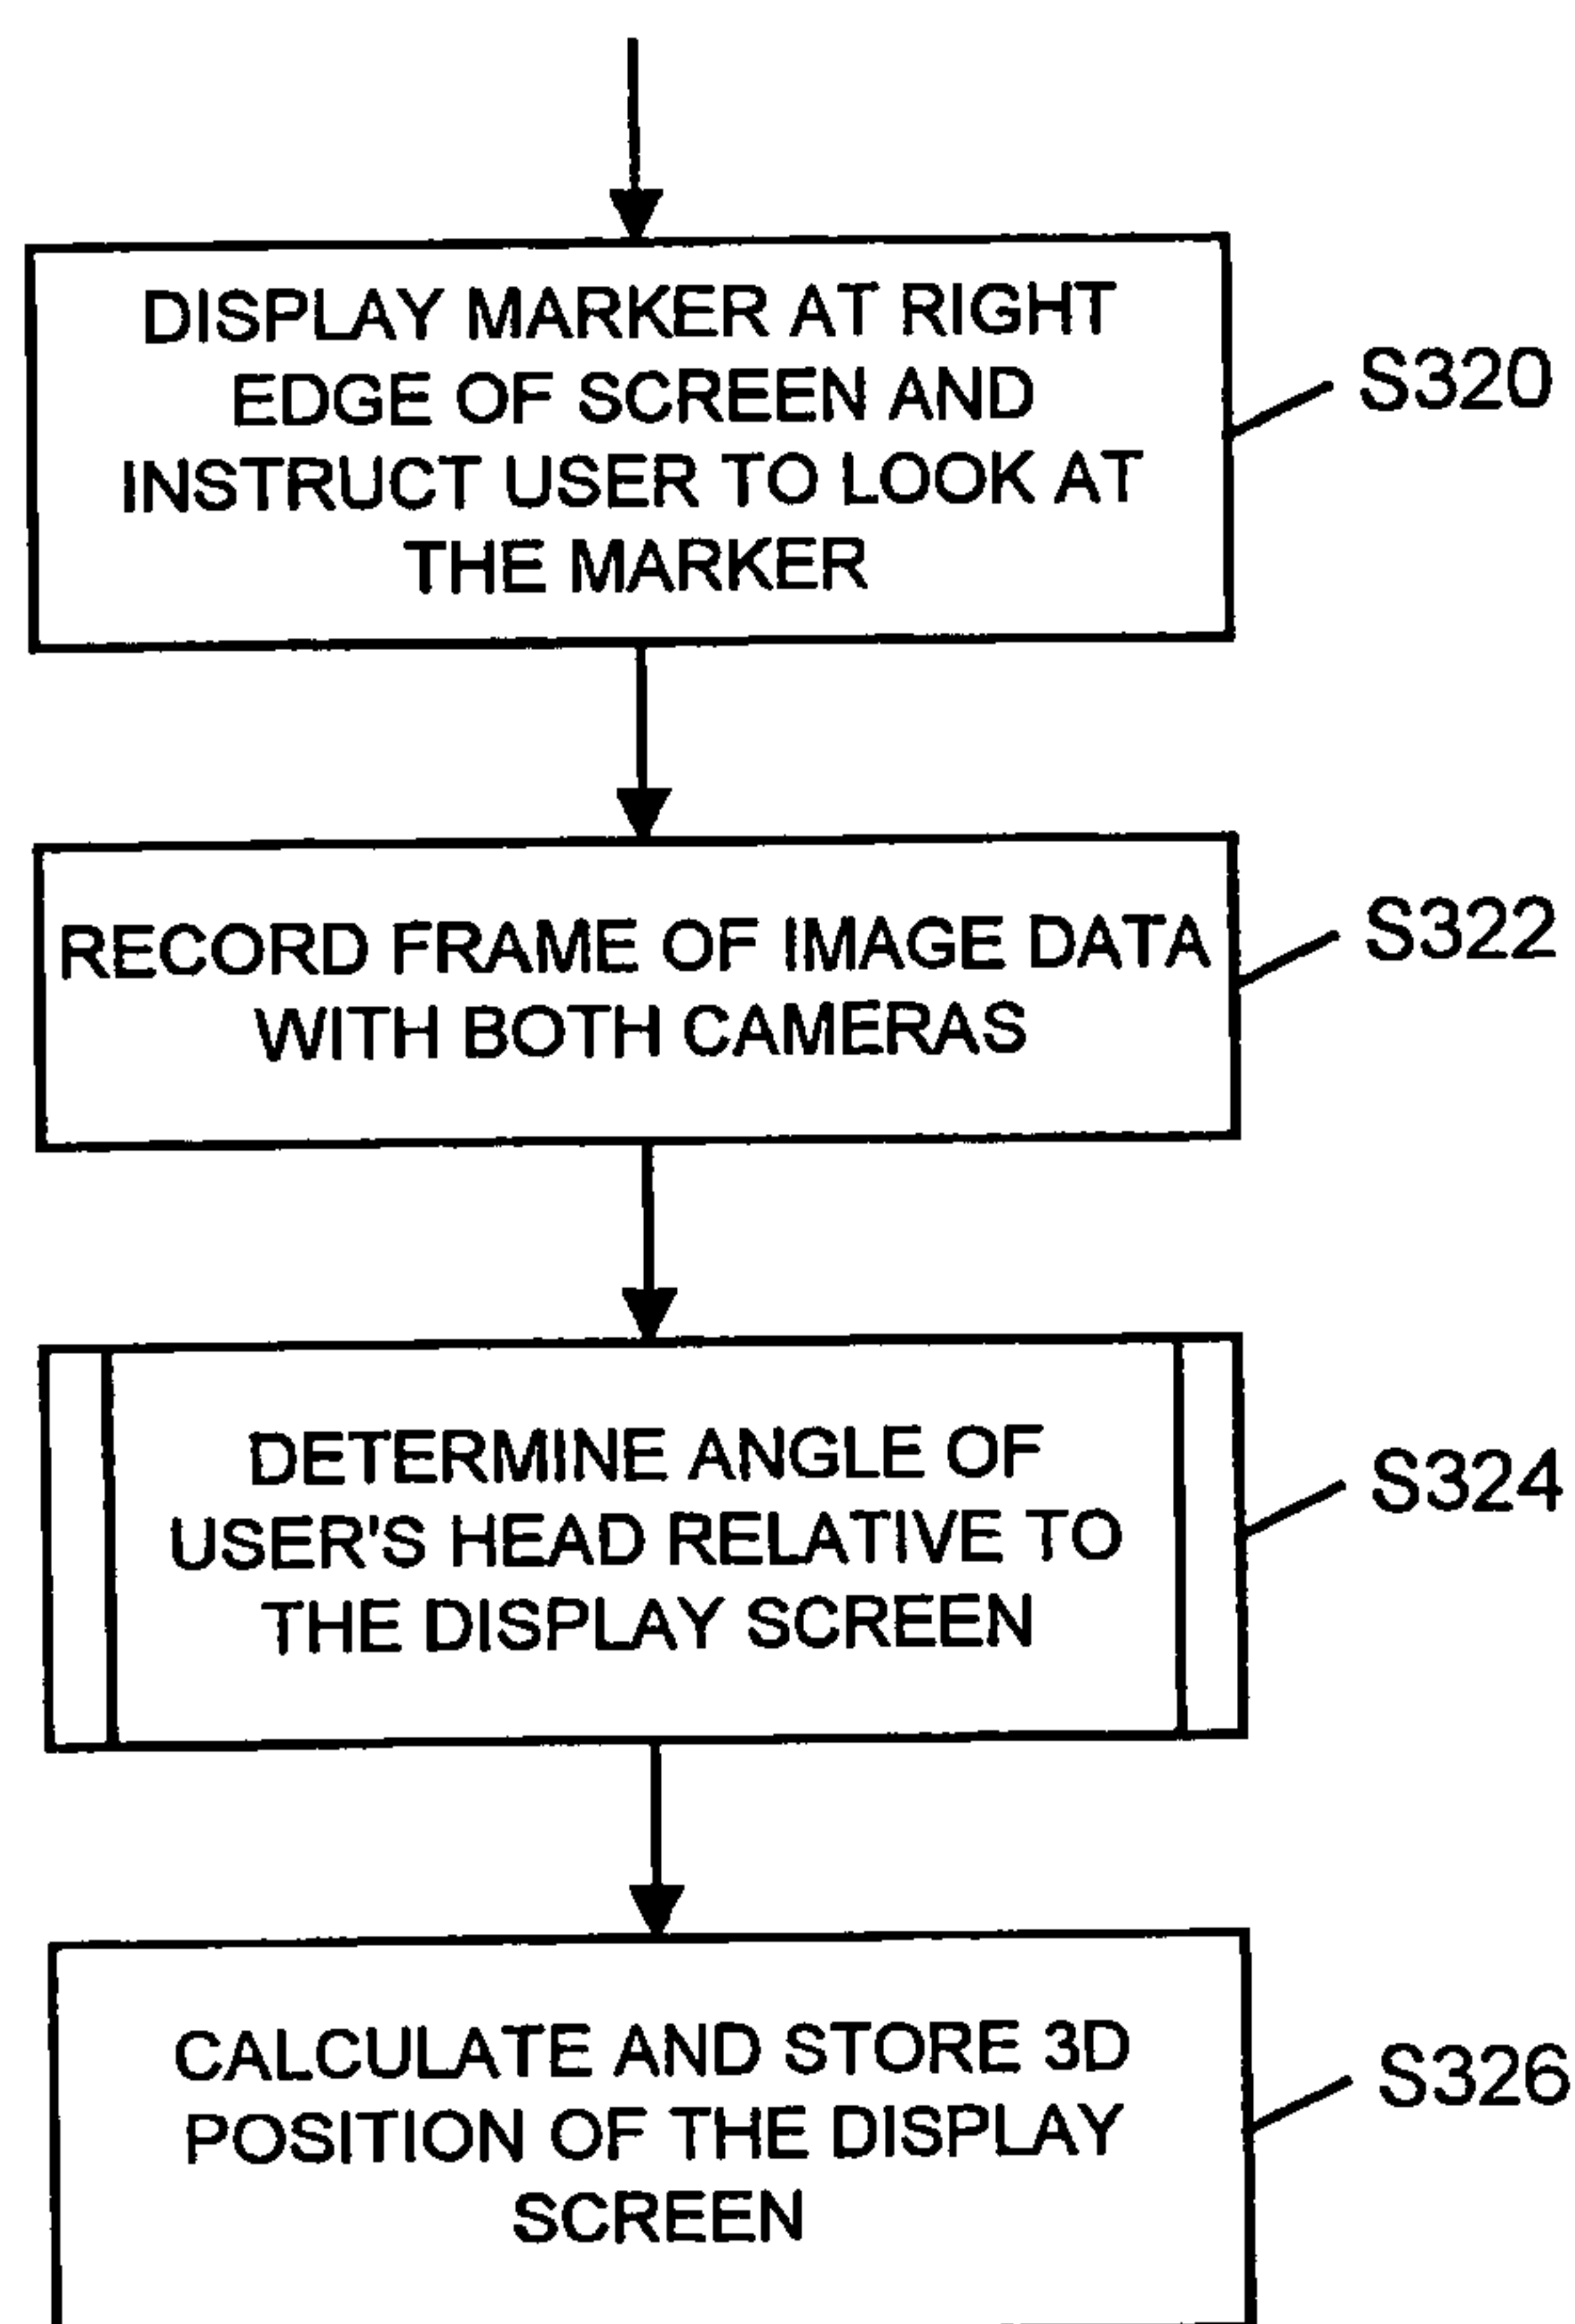 DISPLAY MARKER AT RIGHT
EDGE OF SCREEN AND
INSTRUCT USER TO LOOK AT
THE MARKER
S320
RECORD FRAME OF IMAGE DATA
WITH BOTH CAMERAS
S322
DETERMINE ANGLE OF
USER'S HEAD RELATIVE TO
THE DISPLAY SCREEN
S324
CALCULATE AND STORE 3D
POSITION OF THE DISPLAY
SCREEN
S326